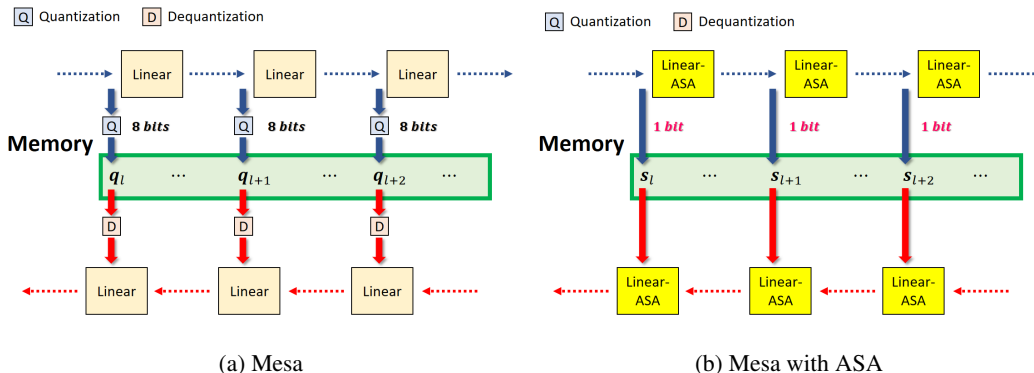 Q Quantization D Dequantization
Linear Linear Linear
Q 8 bits Q 8 bits Q 8 bits
Memory
q_l ... q_{l+1} ... q_{l+2} ...
D D D
Linear Linear Linear
(a) Mesa
Q Quantization D Dequantization
Linear-
ASA
Linear-
ASA
Linear-
ASA
1 bit 1 bit 1 bit
Memory
s_l ... s_{l+1} ... s_{l+2} ...
Linear-
ASA
Linear-
ASA
Linear-
ASA
(b) Mesa with ASA